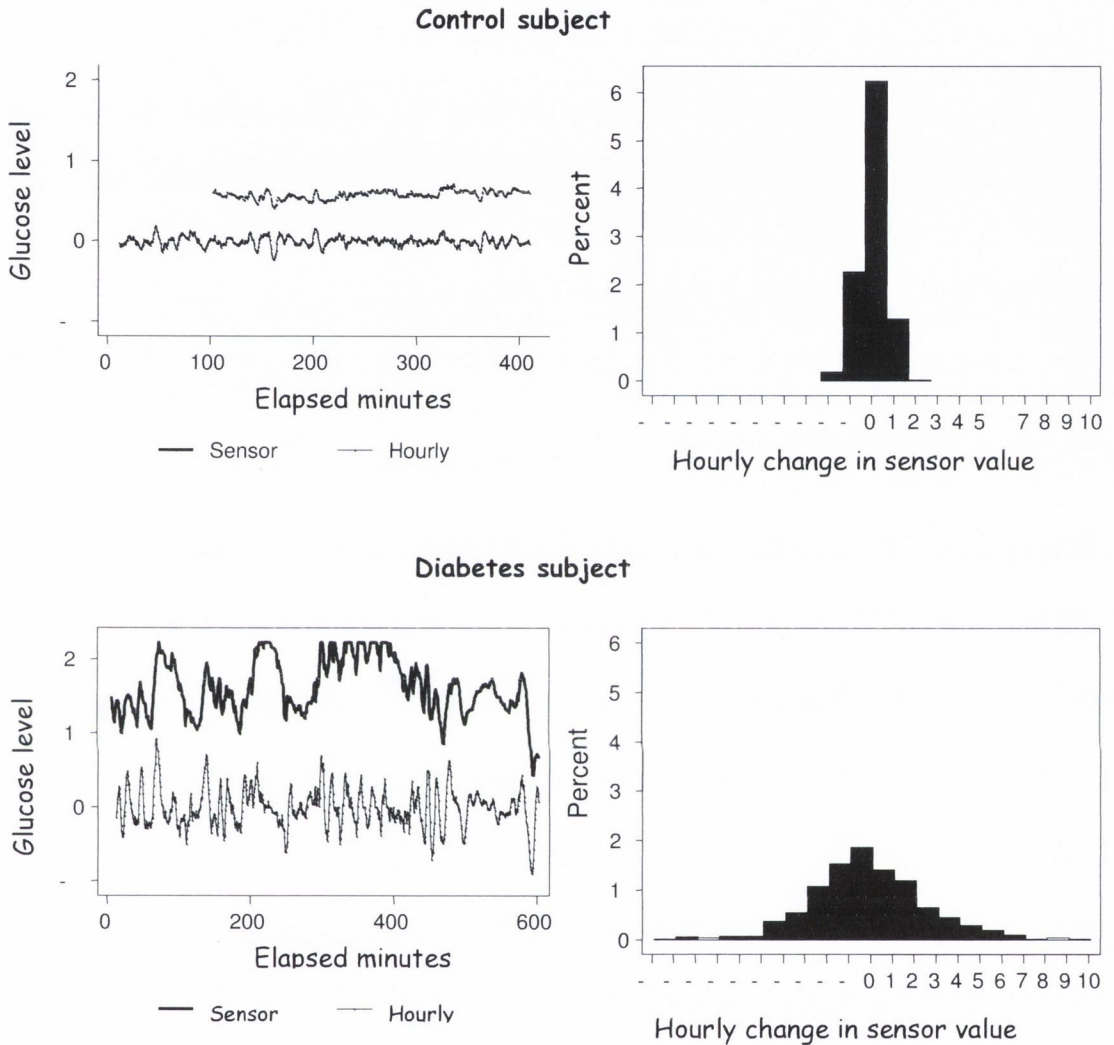 Control subject
Glucose level
2
1
0
-
0 100 200 300 400
Elapsed minutes
Sensor Hourly
Percent
6
5
4
3
2
1
0
- - - - - - - - - - 0 1 2 3 4 5 7 8 9 10
Hourly change in sensor value
Diabetes subject
Glucose level
2
1
0
-
0 200 400 600
Elapsed minutes
Sensor Hourly
Percent
6
5
4
3
2
1
0
- - - - - - - - - - 0 1 2 3 4 5 6 7 8 9 10
Hourly change in sensor value